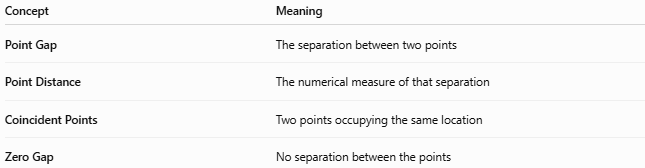 Concept Meaning
Point Gap The separation between two points
Point Distance The numerical measure of that separation
Coincident Points Two points occupying the same location
Zero Gap No separation between the points